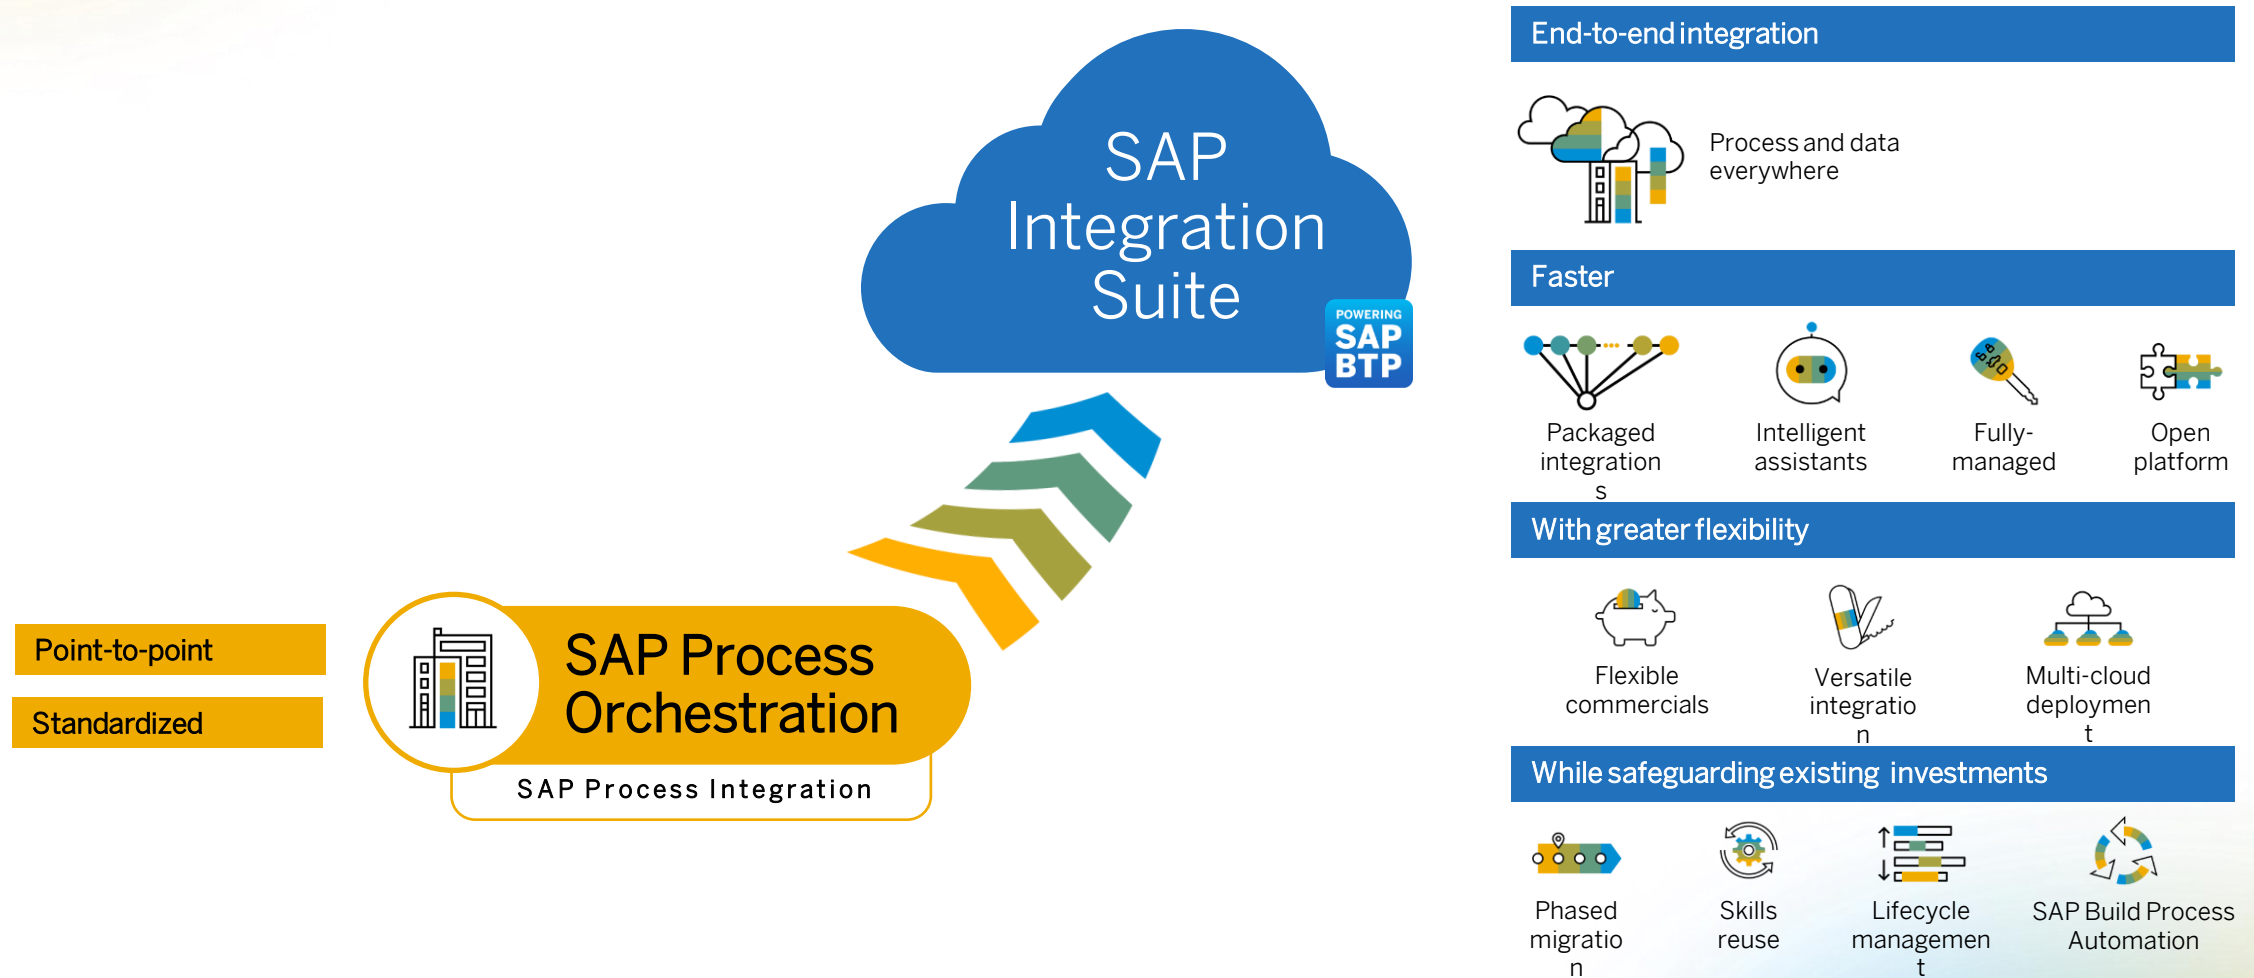 SAP
Integration
Suite
POWERING
SAP
BTP
Point-to-point
Standardized
SAP Process
Orchestration
SAP Process Integration
End-to-end integration
Process and data
everywhere
Faster
Packaged
integration
s
Intelligent
assistants
Fully-
managed
Open
platform
With greater flexibility
Flexible
commercials
Versatile
integratio
n
Multi-cloud
deploymen
t
While safeguarding existing investments
Phased
migratio
n
Skills
reuse
Lifecycle
managemen
t
SAP Build Process
Automation